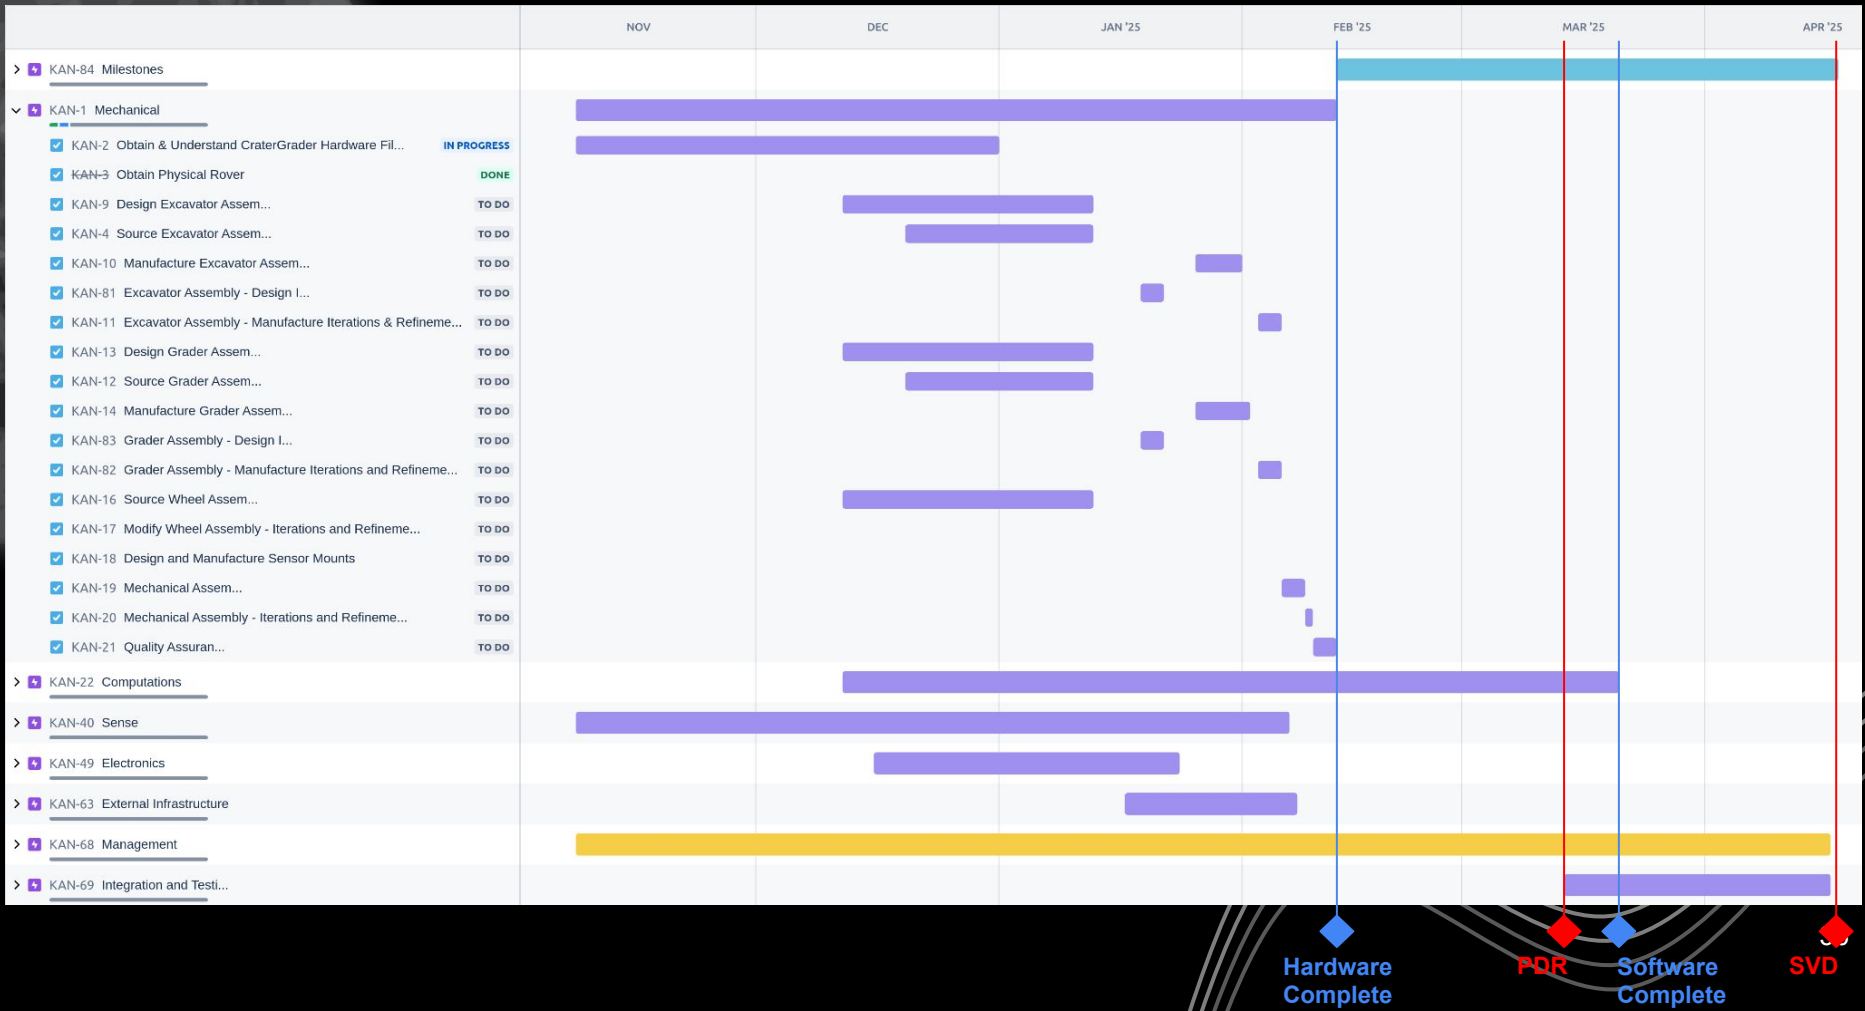 NOV DEC JAN '25 FEB '25 MAR '25 APR '25
KAN-84 Milestones
KAN-1 Mechanical
KAN-2 Obtain & Understand CraterGrader Hardware Fil... IN PROGRESS
KAN-3 Obtain Physical Rover DONE
KAN-9 Design Excavator Assem... TO DO
KAN-4 Source Excavator Assem... TO DO
KAN-10 Manufacture Excavator Assem... TO DO
KAN-81 Excavator Assembly - Design I... TO DO
KAN-11 Excavator Assembly - Manufacture Iterations & Refineme... TO DO
KAN-13 Design Grader Assem... TO DO
KAN-12 Source Grader Assem... TO DO
KAN-14 Manufacture Grader Assem... TO DO
KAN-83 Grader Assembly - Design I... TO DO
KAN-82 Grader Assembly - Manufacture Iterations and Refineme... TO DO
KAN-16 Source Wheel Assem... TO DO
KAN-17 Modify Wheel Assembly - Iterations and Refineme... TO DO
KAN-18 Design and Manufacture Sensor Mounts TO DO
KAN-19 Mechanical Assem... TO DO
KAN-20 Mechanical Assembly - Iterations and Refineme... TO DO
KAN-21 Quality Assuran... TO DO
KAN-22 Computations
KAN-40 Sense
KAN-49 Electronics
KAN-63 External Infrastructure
KAN-68 Management
KAN-69 Integration and Testi...
Hardware PDR Software SVD
Complete Complete